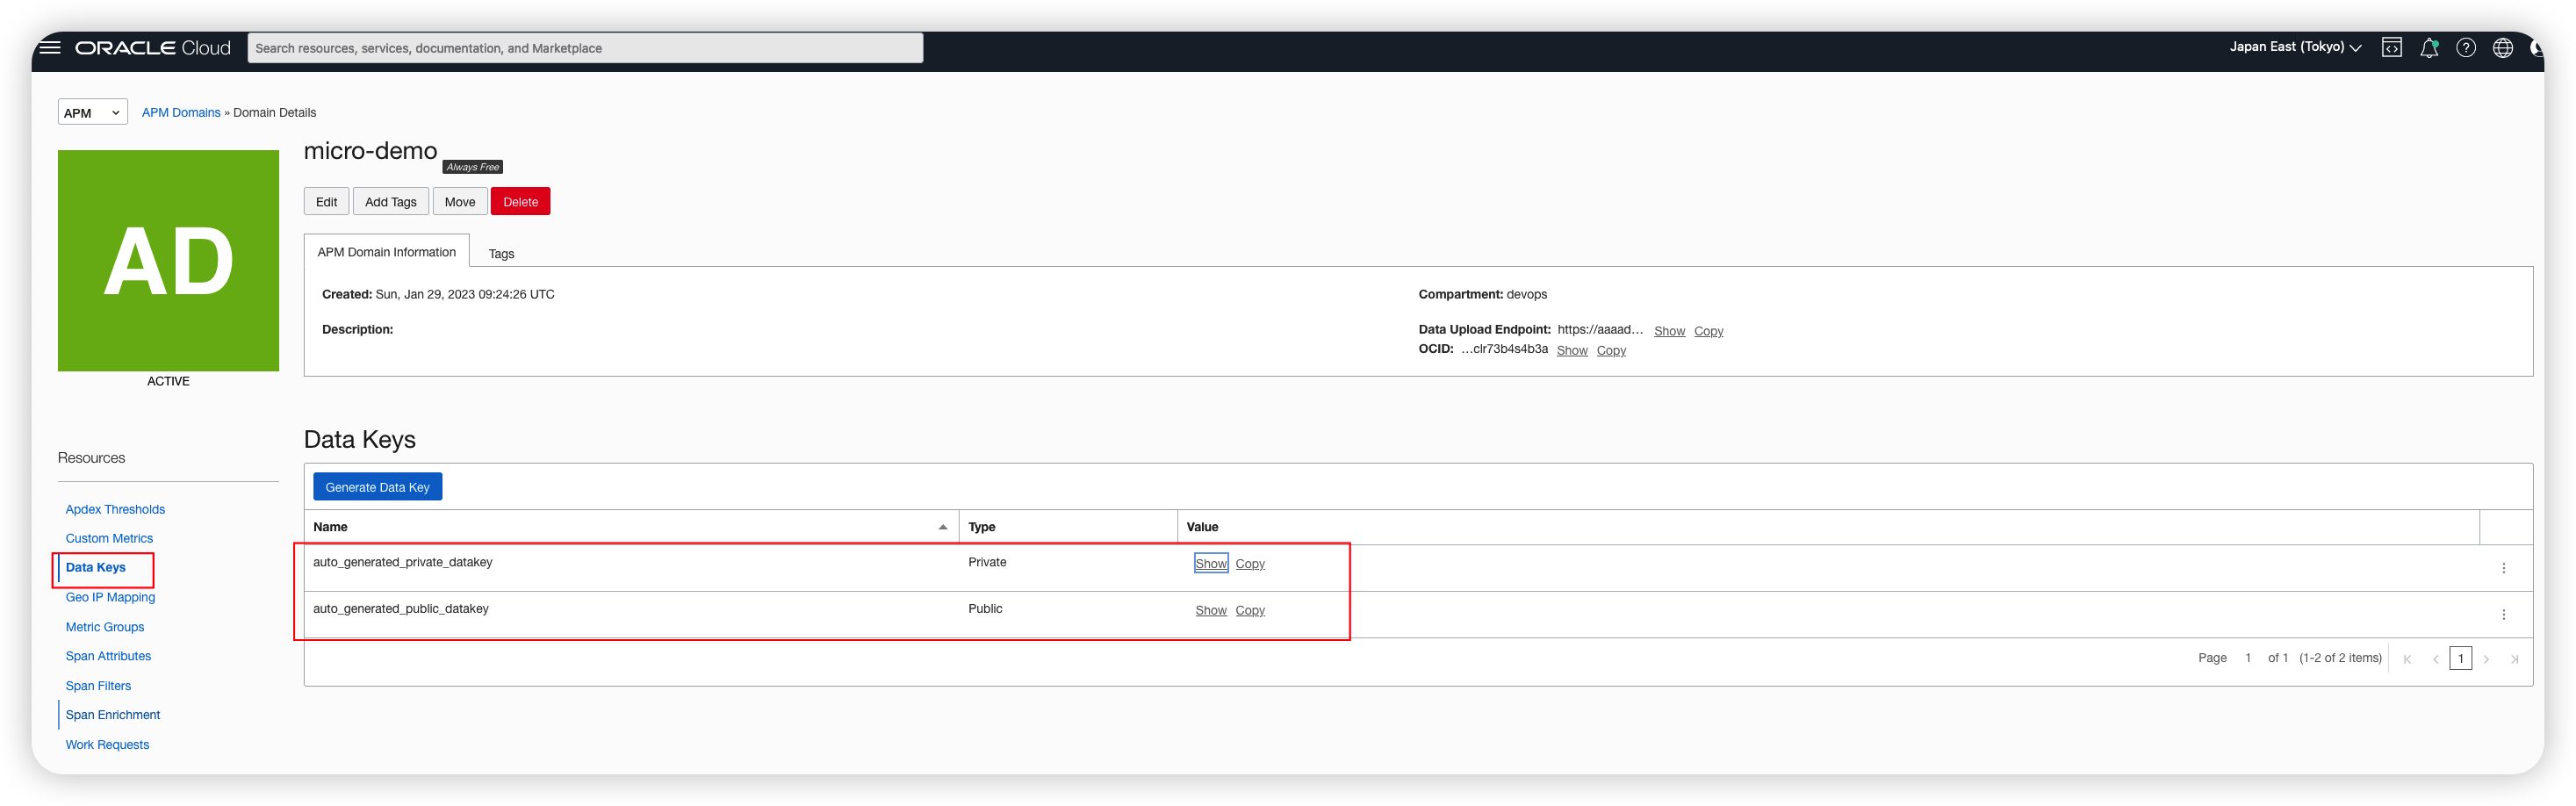 ORACLE Cloud
Search resources, services, documentation, and Marketplace
Japan East (Tokyo)
APM
APM Domains » Domain Details
AD
ACTIVE
micro-demo
Always Free
Edit
Add Tags
Move
Delete
APM Domain Information
Tags
Created: Sun, Jan 29, 2023 09:24:26 UTC
Description:
Compartment: devops
Data Upload Endpoint: https://aaaad... Show Copy
OCID: ...clr73b4s4b3a Show Copy
Resources
Apdex Thresholds
Custom Metrics
Data Keys
Geo IP Mapping
Metric Groups
Span Attributes
Span Filters
Span Enrichment
Work Requests
Data Keys
Generate Data Key
Name Type Value
auto_generated_private_datakey Private Show Copy
auto_generated_public_datakey Public Show Copy
Page 1 of 1 (1-2 of 2 items) 1